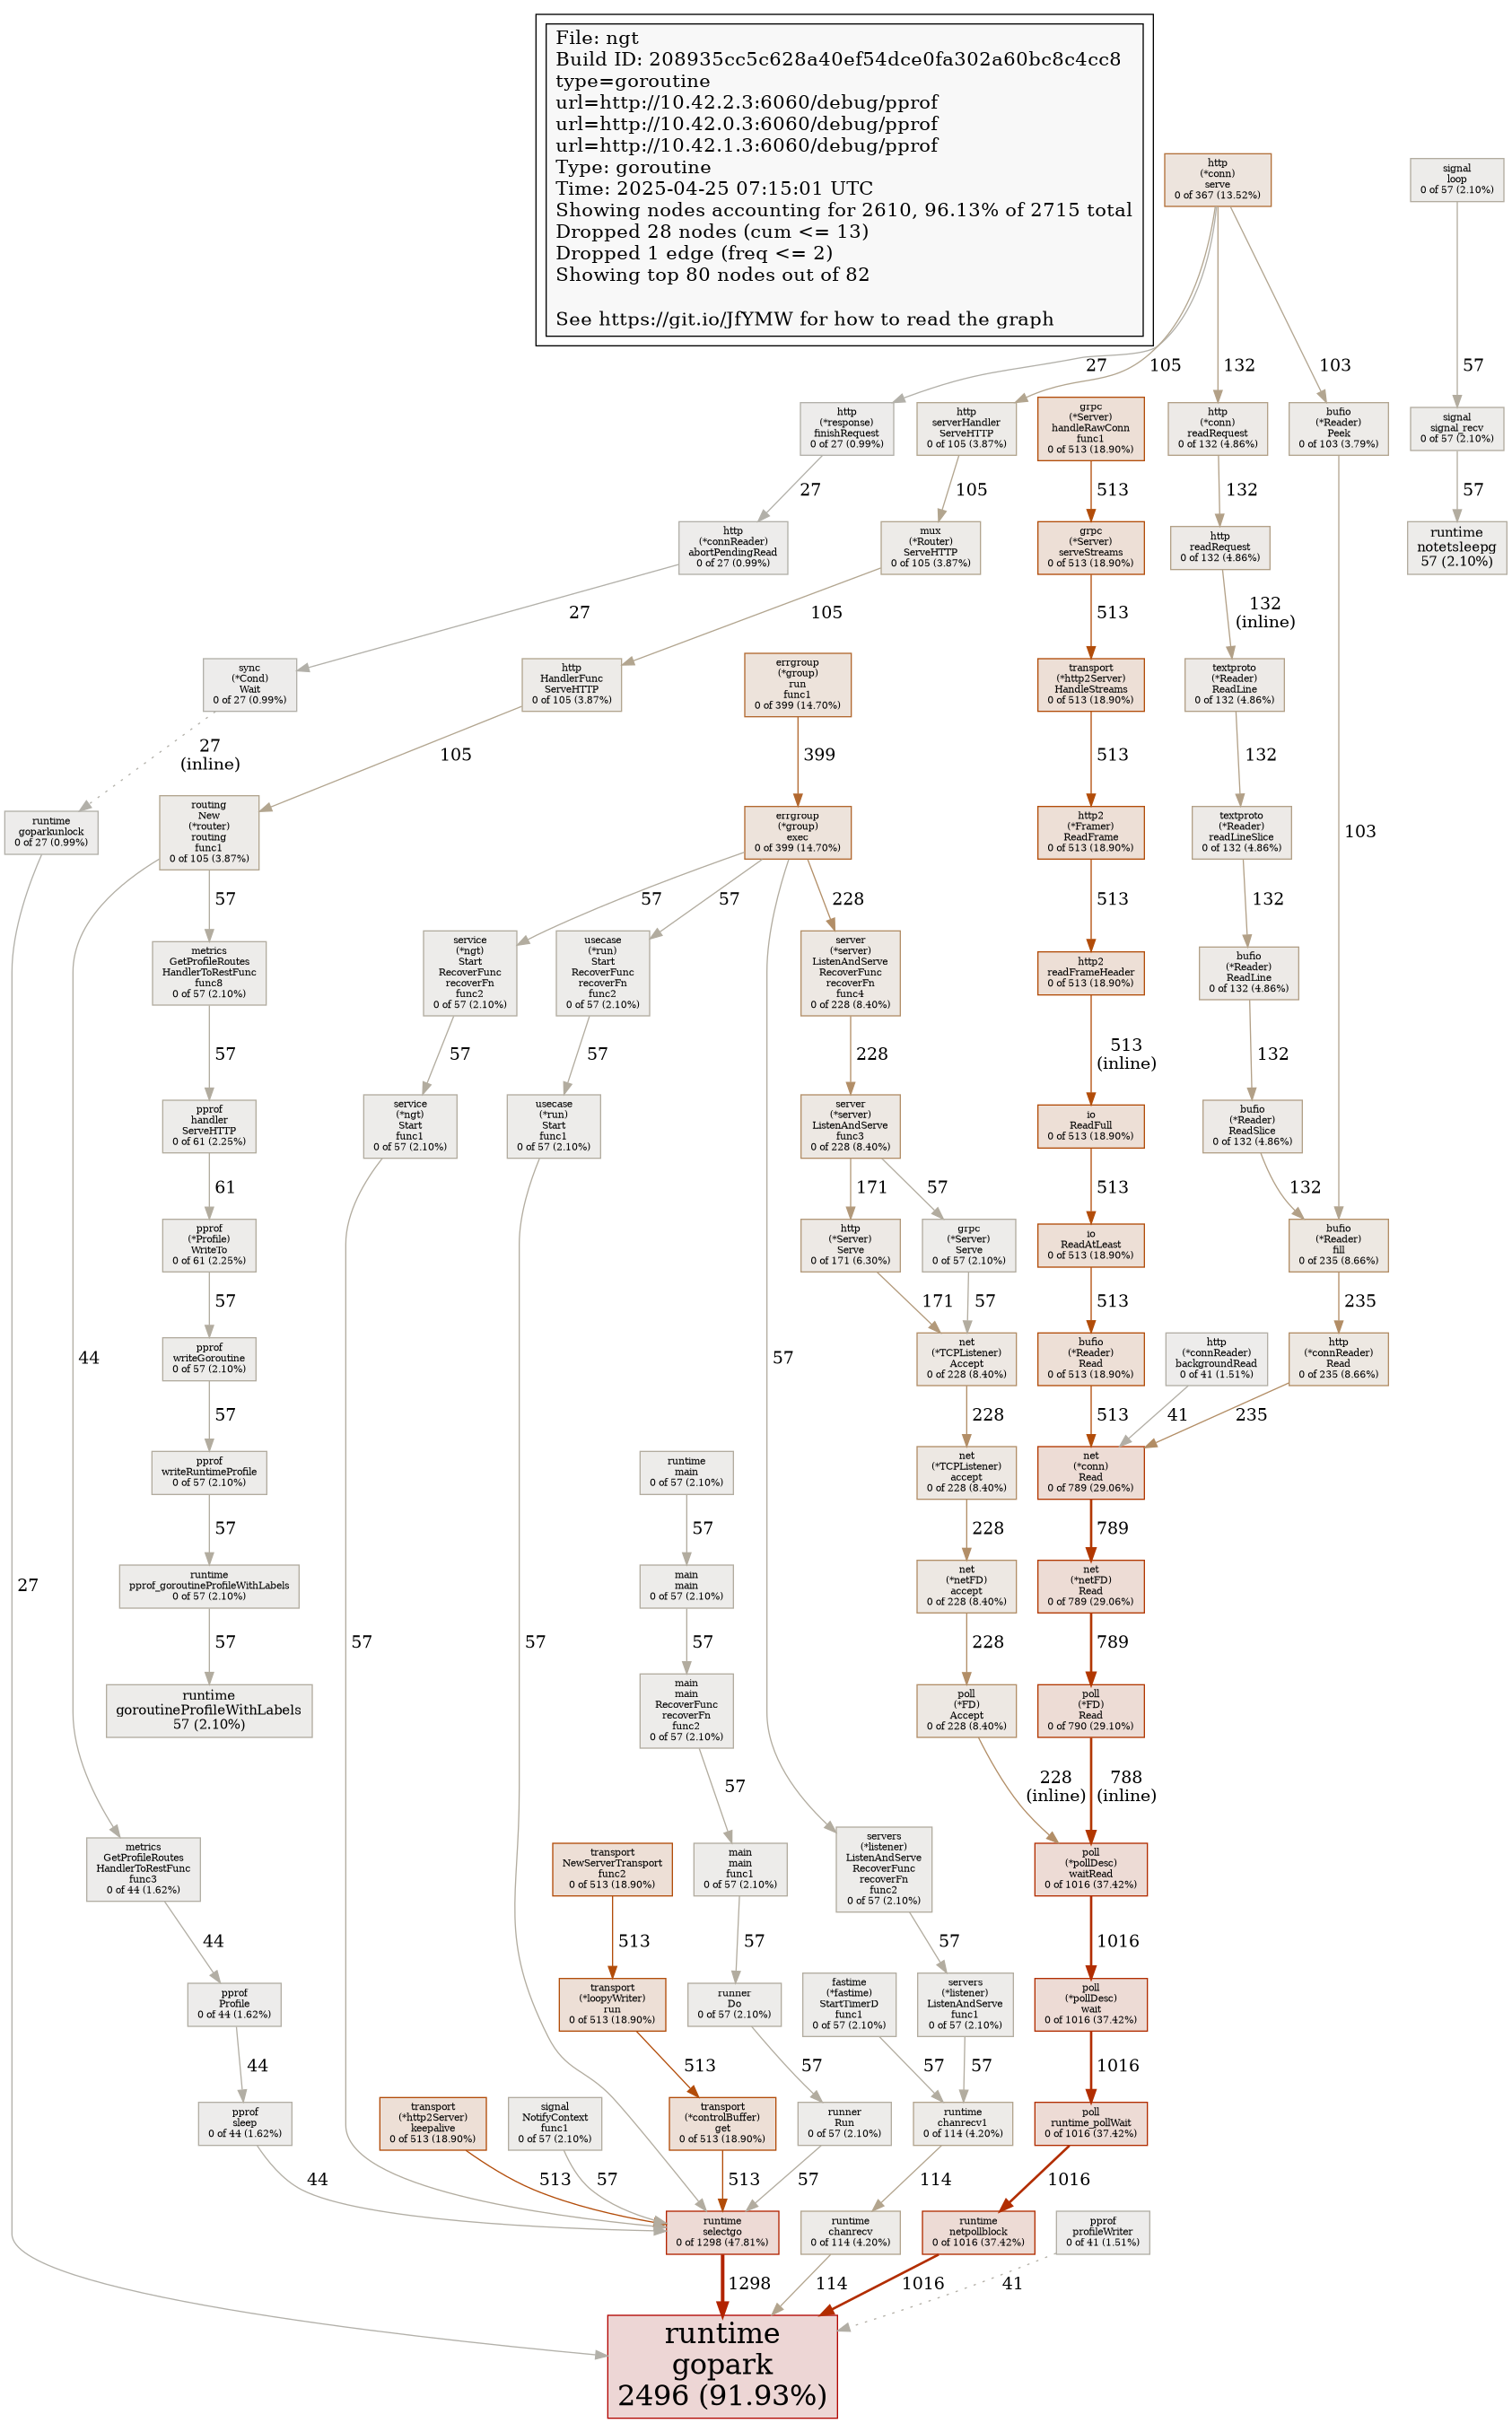 File: ngt
Build ID: 208935cc5c628a40ef54dce0fa302a60bc8c4cc8
type=goroutine
url=http://10.42.2.3:6060/debug/pprof
url=http://10.42.0.3:6060/debug/pprof
url=http://10.42.1.3:6060/debug/pprof
Type: goroutine
Time: 2025-04-25 07:15:01 UTC
Showing nodes accounting for 2610, 96.13% of 2715 total
Dropped 28 nodes (cum <= 13)
Dropped 1 edge (freq <= 2)
Showing top 80 nodes out of 82
See https://git.io/JfYMW for how to read the graph
http
(*conn)
serve
0 of 367 (13.52%)
signal
loop
0 of 57 (2.10%)
27
105
132
103
57
http
(*response)
finishRequest
0 of 27 (0.99%)
http
serverHandler
ServeHTTP
0 of 105 (3.87%)
grpc
(*Server)
handleRawConn
func1
0 of 513 (18.90%)
http
(*conn)
readRequest
0 of 132 (4.86%)
bufio
(*Reader)
Peek
0 of 103 (3.79%)
signal
signal_recv
0 of 57 (2.10%)
27
105
513
132
57
http
(*connReader)
abortPendingRead
0 of 27 (0.99%)
mux
(*Router)
ServeHTTP
0 of 105 (3.87%)
grpc
(*Server)
serveStreams
0 of 513 (18.90%)
http
readRequest
0 of 132 (4.86%)
runtime
notetsleepg
57 (2.10%)
27
105
513
132
(inline)
sync
(*Cond)
Wait
0 of 27 (0.99%)
http
HandlerFunc
ServeHTTP
0 of 105 (3.87%)
errgroup
(*group)
run
func1
0 of 399 (14.70%)
transport
(*http2Server)
HandleStreams
0 of 513 (18.90%)
textproto
(*Reader)
ReadLine
0 of 132 (4.86%)
27
(inline)
105
399
513
132
runtime
goparkunlock
0 of 27 (0.99%)
routing
New
(*router)
routing
func1
0 of 105 (3.87%)
errgroup
(*group)
exec
0 of 399 (14.70%)
http2
(*Framer)
ReadFrame
0 of 513 (18.90%)
textproto
(*Reader)
readLineSlice
0 of 132 (4.86%)
103
57
57
57
228
513
132
metrics
GetProfileRoutes
HandlerToRestFunc
func8
0 of 57 (2.10%)
service
(*ngt)
Start
RecoverFunc
recoverFn
func2
0 of 57 (2.10%)
usecase
(*run)
Start
RecoverFunc
recoverFn
func2
0 of 57 (2.10%)
server
(*server)
ListenAndServe
RecoverFunc
recoverFn
func4
0 of 228 (8.40%)
http2
readFrameHeader
0 of 513 (18.90%)
bufio
(*Reader)
ReadLine
0 of 132 (4.86%)
57
57
57
228
513
(inline)
132
pprof
handler
ServeHTTP
0 of 61 (2.25%)
service
(*ngt)
Start
func1
0 of 57 (2.10%)
usecase
(*run)
Start
func1
0 of 57 (2.10%)
server
(*server)
ListenAndServe
func3
0 of 228 (8.40%)
io
ReadFull
0 of 513 (18.90%)
bufio
(*Reader)
ReadSlice
0 of 132 (4.86%)
61
171
57
513
132
pprof
(*Profile)
WriteTo
0 of 61 (2.25%)
http
(*Server)
Serve
0 of 171 (6.30%)
grpc
(*Server)
Serve
0 of 57 (2.10%)
io
ReadAtLeast
0 of 513 (18.90%)
bufio
(*Reader)
fill
0 of 235 (8.66%)
57
171
57
513
235
44
57
pprof
writeGoroutine
0 of 57 (2.10%)
net
(*TCPListener)
Accept
0 of 228 (8.40%)
bufio
(*Reader)
Read
0 of 513 (18.90%)
http
(*connReader)
backgroundRead
0 of 41 (1.51%)
http
(*connReader)
Read
0 of 235 (8.66%)
57
228
513
41
235
pprof
writeRuntimeProfile
0 of 57 (2.10%)
runtime
main
0 of 57 (2.10%)
net
(*TCPListener)
accept
0 of 228 (8.40%)
net
(*conn)
Read
0 of 789 (29.06%)
57
57
228
789
27
runtime
pprof_goroutineProfileWithLabels
0 of 57 (2.10%)
main
main
0 of 57 (2.10%)
net
(*netFD)
accept
0 of 228 (8.40%)
net
(*netFD)
Read
0 of 789 (29.06%)
57
57
57
57
228
789
runtime
goroutineProfileWithLabels
57 (2.10%)
main
main
RecoverFunc
recoverFn
func2
0 of 57 (2.10%)
poll
(*FD)
Accept
0 of 228 (8.40%)
poll
(*FD)
Read
0 of 790 (29.10%)
57
228
(inline)
788
(inline)
metrics
GetProfileRoutes
HandlerToRestFunc
func3
0 of 44 (1.62%)
transport
NewServerTransport
func2
0 of 513 (18.90%)
main
main
func1
0 of 57 (2.10%)
servers
(*listener)
ListenAndServe
RecoverFunc
recoverFn
func2
0 of 57 (2.10%)
poll
(*pollDesc)
waitRead
0 of 1016 (37.42%)
44
513
57
57
1016
pprof
Profile
0 of 44 (1.62%)
transport
(*loopyWriter)
run
0 of 513 (18.90%)
runner
Do
0 of 57 (2.10%)
fastime
(*fastime)
StartTimerD
func1
0 of 57 (2.10%)
servers
(*listener)
ListenAndServe
func1
0 of 57 (2.10%)
poll
(*pollDesc)
wait
0 of 1016 (37.42%)
44
513
57
57
57
1016
pprof
sleep
0 of 44 (1.62%)
transport
(*http2Server)
keepalive
0 of 513 (18.90%)
signal
NotifyContext
func1
0 of 57 (2.10%)
transport
(*controlBuffer)
get
0 of 513 (18.90%)
runner
Run
0 of 57 (2.10%)
runtime
chanrecv1
0 of 114 (4.20%)
poll
runtime_pollWait
0 of 1016 (37.42%)
44
513
57
513
57
114
1016
runtime
selectgo
0 of 1298 (47.81%)
runtime
chanrecv
0 of 114 (4.20%)
runtime
netpollblock
0 of 1016 (37.42%)
pprof
profileWriter
0 of 41 (1.51%)
1298
114
1016
41
runtime
gopark
2496 (91.93%)